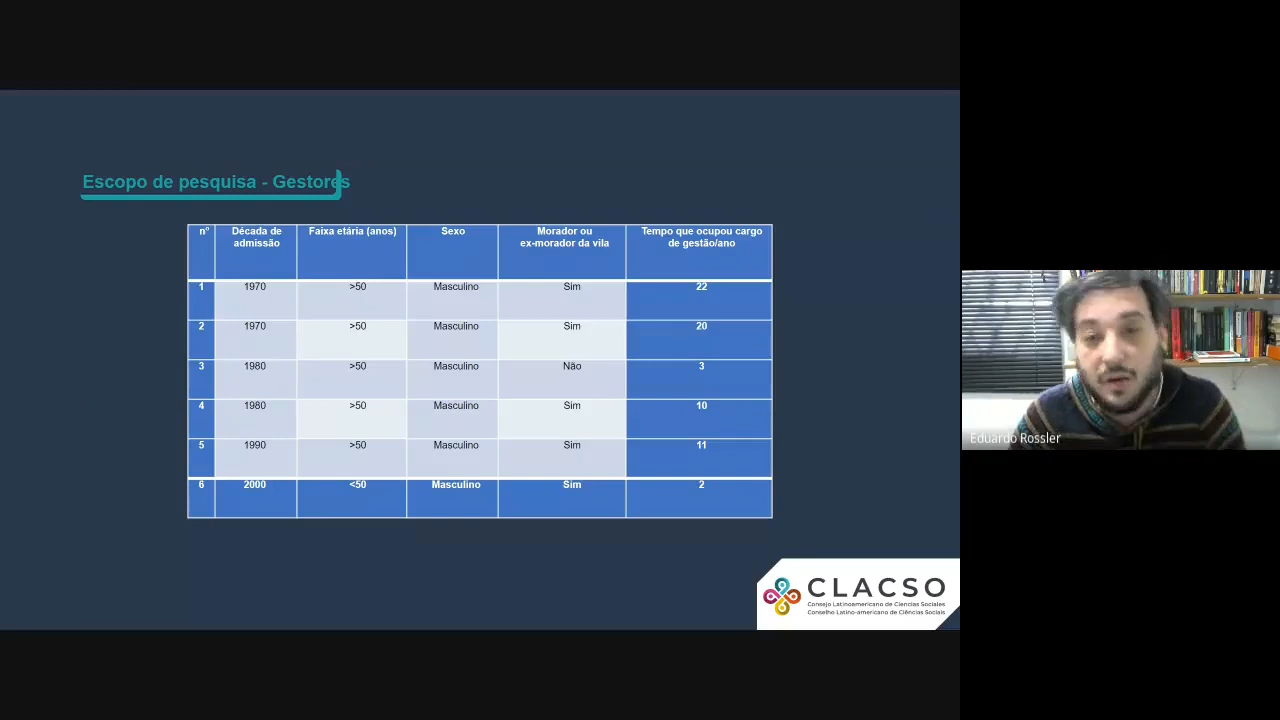 Escopo de pesquisa - Gestores
nº Década de admissão Faixa etária (anos) Sexo Morador ou ex-morador da vila Tempo que ocupou cargo de gestão/ano
1 1970 >50 Masculino Sim 22
2 1970 >50 Masculino Sim 20
3 1980 >50 Masculino Não 3
4 1980 >50 Masculino Sim 10
5 1990 >50 Masculino Sim 11
6 2000 <50 Masculino Sim 2
CLACSO
Consejo Latinoamericano de Ciencias Sociales
Conselho Latino-americano de Ciências Sociais
Eduardo Rossler